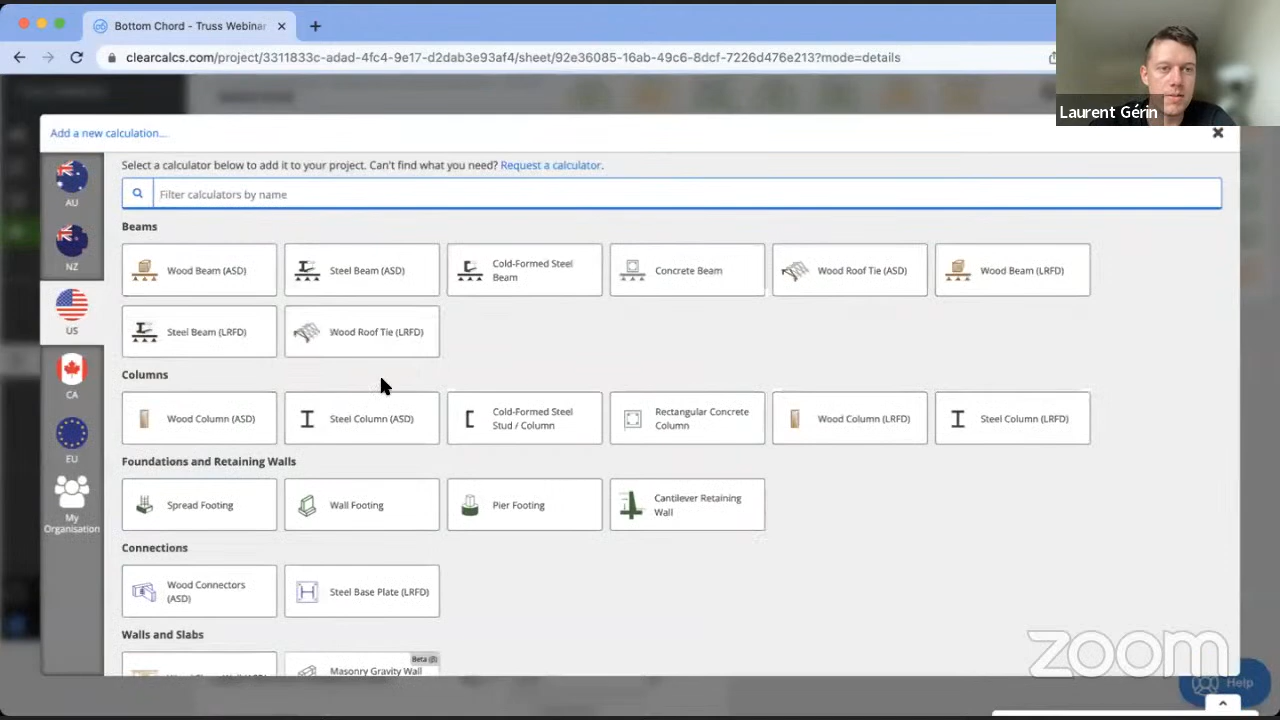 Bottom Chord - Truss Webinar
clearcalcs.com/project/3311833c-adad-4fc4-9e17-d2dab3e93af4/sheet/92e36085-16ab-49c6-8dcf-7226d476e213?mode=details
Laurent Gérin
Add a new calculation...
Select a calculator below to add it to your project. Can't find what you need? Request a calculator.
Filter calculators by name
AU
NZ
US
CA
EU
My
Organisation
Beams
Wood Beam (ASD)
Steel Beam (ASD)
Cold-Formed Steel
Beam
Concrete Beam
Wood Roof Tie (ASD)
Wood Beam (LRFD)
Steel Beam (LRFD)
Wood Roof Tie (LRFD)
Columns
Wood Column (ASD)
Steel Column (ASD)
Cold-Formed Steel
Stud / Column
Rectangular Concrete
Column
Wood Column (LRFD)
Steel Column (LRFD)
Foundations and Retaining Walls
Spread Footing
Wall Footing
Pier Footing
Cantilever Retaining
Wall
Connections
Wood Connectors
(ASD)
Steel Base Plate (LRFD)
Walls and Slabs
Beta
Masonry Gravity Wall
zoom
Help